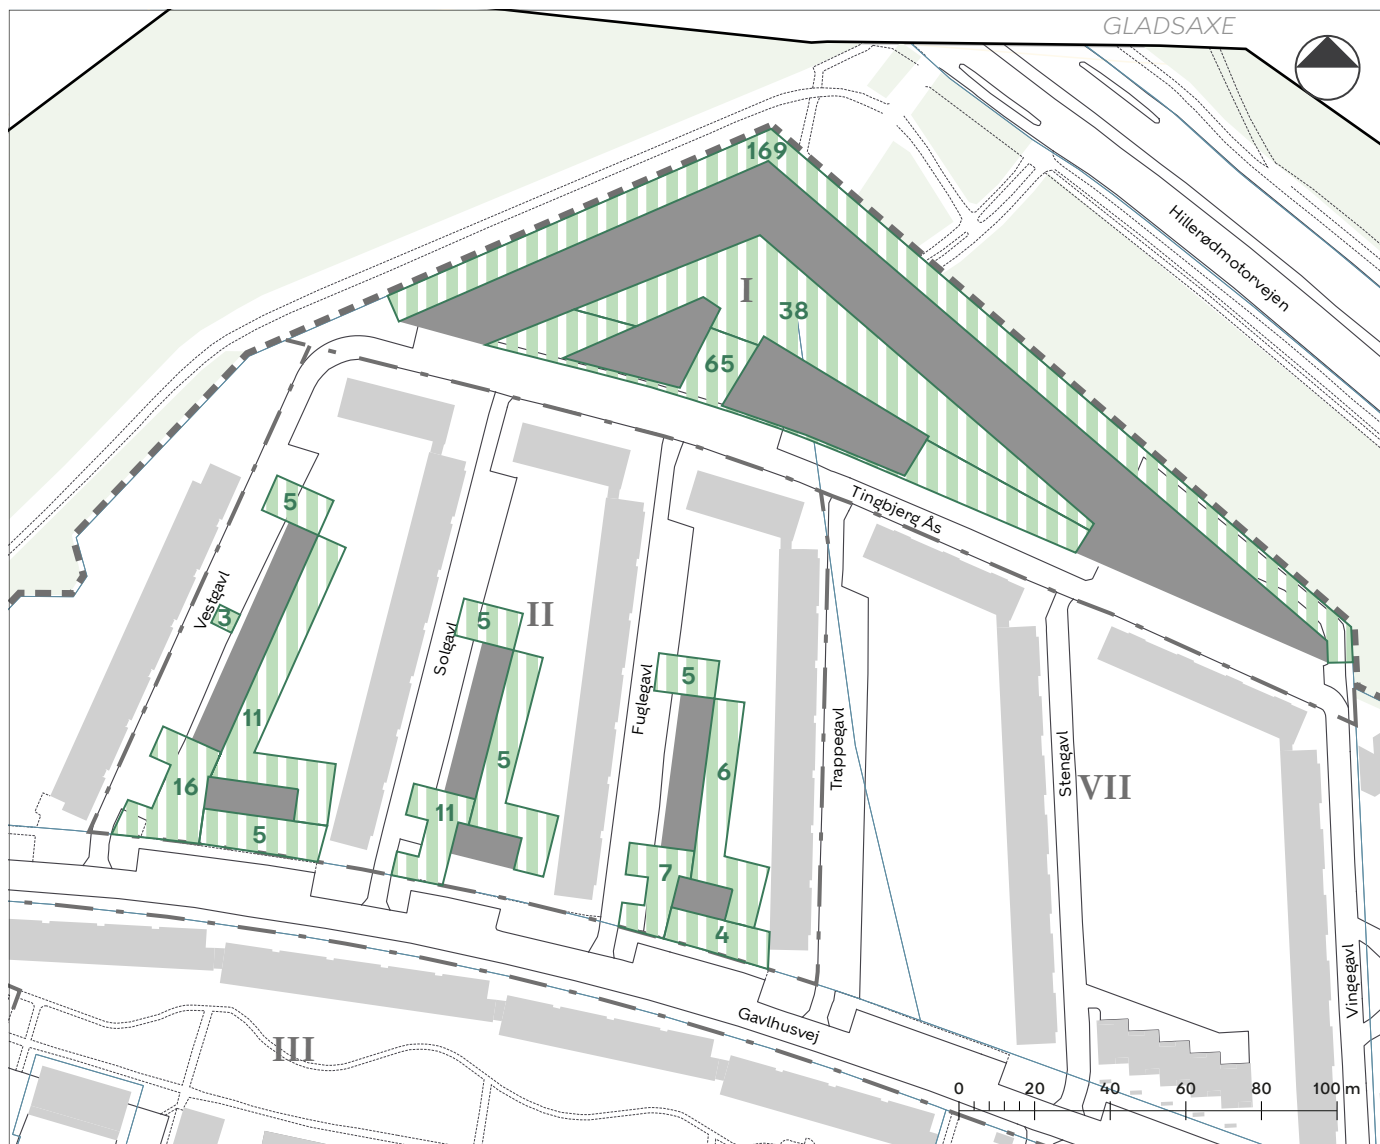 GLADSAXE
169
Hillerødmotorvejen
I
38
65
Tingbjerg Ås
5
Vestgavl
3
5
II
Solgavl
5
Fuglegavl
11
Trappegavl
Stengavl
5
6
16
11
VII
5
7
4
Vingegavl
Gavlhusvej
III
0 20 40 60 80 100 m